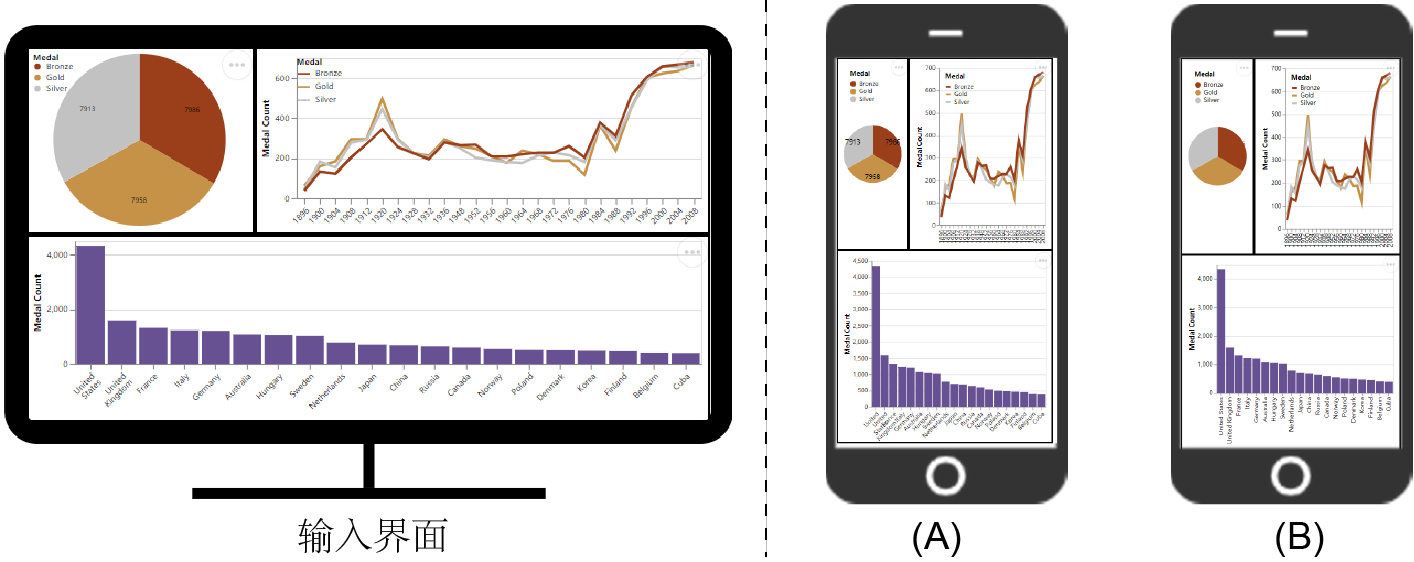 Medal
Bronze
Gold
Silver
7913
7986
7958
Medal
Bronze
Gold
Silver
Medal Count
600
400
200
0
1896
1900
1904
1908
1912
1920
1924
1928
1932
1936
1948
1952
1956
1960
1964
1968
1972
1976
1980
1984
1988
1992
1996
2000
2004
2008
Medal Count
4,000
2,000
0
United States
United Kingdom
France
Italy
Germany
Australia
Hungary
Sweden
Netherlands
Japan
China
Russia
Canada
Norway
Poland
Denmark
Korea
Finland
Belgium
Cuba
输入界面
Medal
Bronze
Gold
Silver
7913
7986
7958
Medal
Bronze
Gold
Silver
Medal Count
700
600
500
400
300
200
100
0
Medal Count
4,500
4,000
3,500
3,000
2,500
2,000
1,500
1,000
500
0
United States
United Kingdom
France
Italy
Germany
Australia
Hungary
Sweden
Netherlands
Japan
China
Russia
Canada
Norway
Poland
Denmark
Korea
Finland
Belgium
Cuba
(A)
Medal
Bronze
Gold
Silver
Medal
Bronze
Gold
Silver
Medal Count
700
600
500
400
300
200
100
0
Medal Count
4,000
3,000
2,000
1,000
0
United States
United Kingdom
France
Italy
Germany
Australia
Hungary
Sweden
Netherlands
Japan
China
Russia
Canada
Norway
Poland
Denmark
Korea
Finland
Belgium
Cuba
(B)